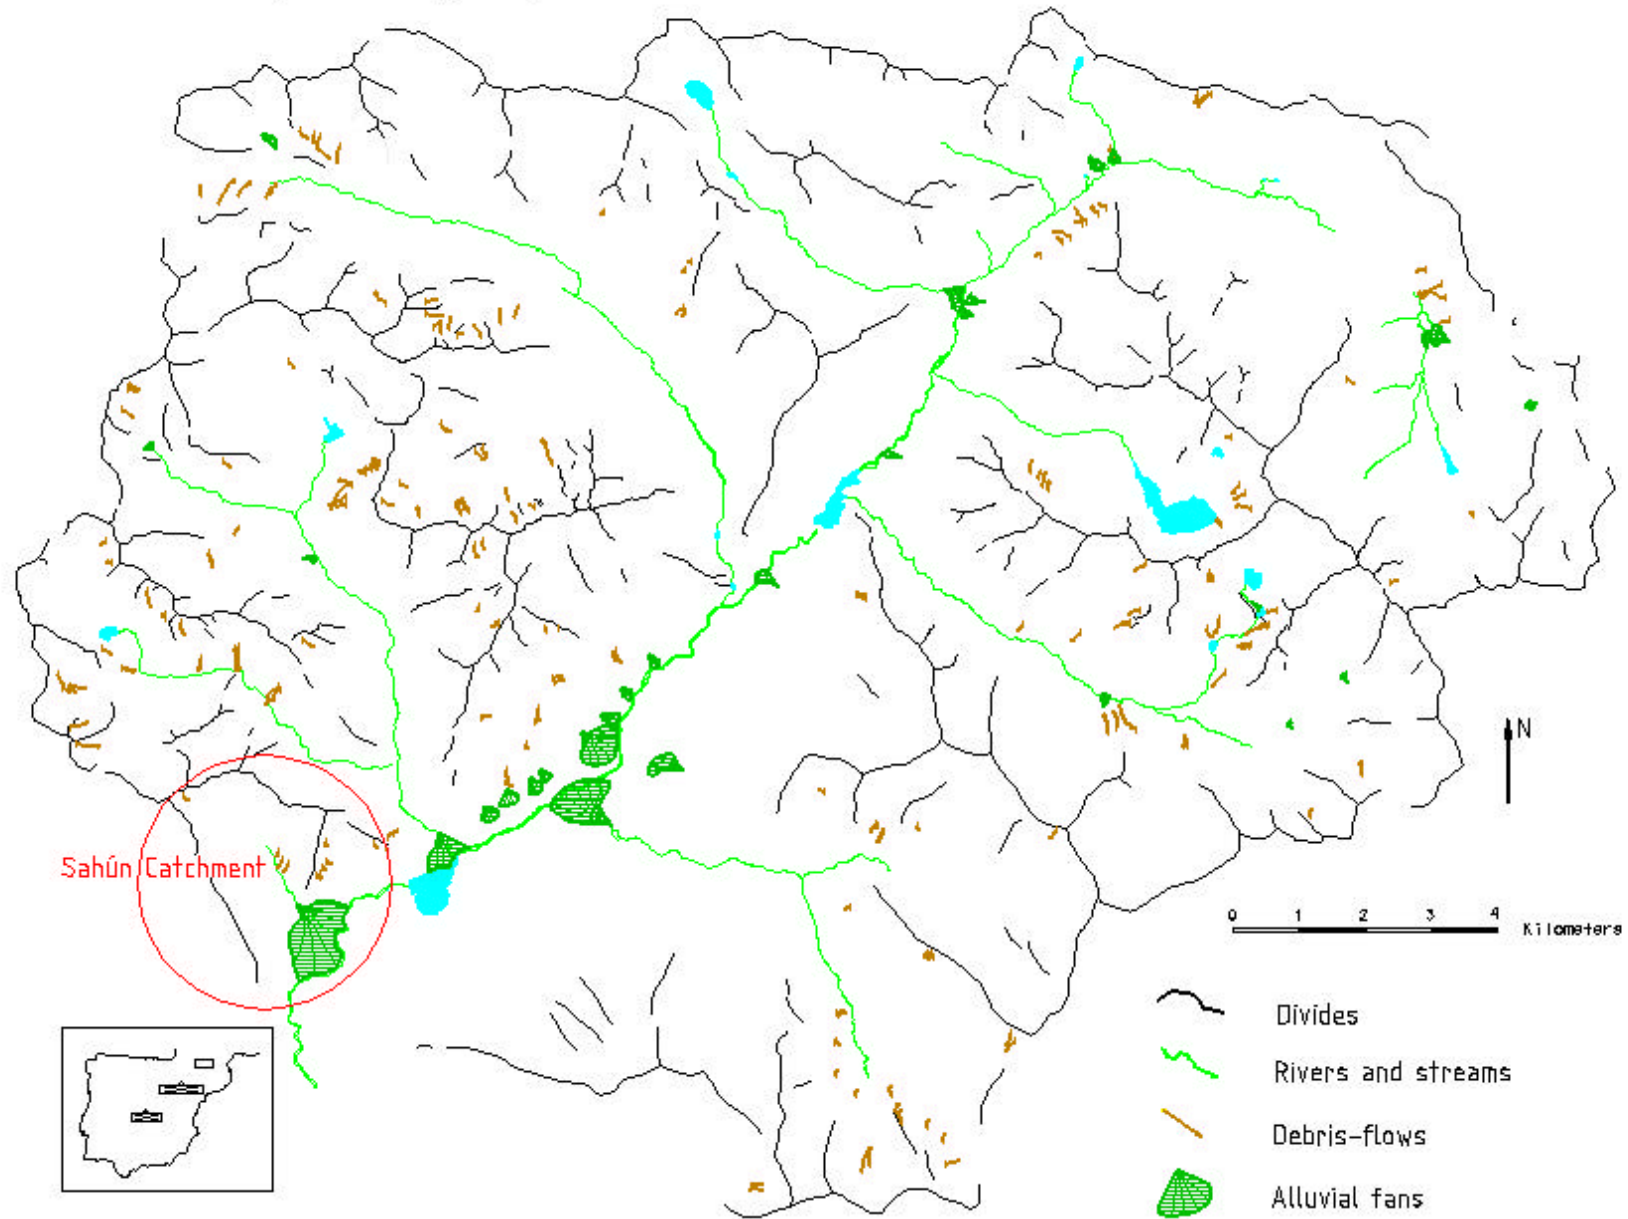 N
Sahún Catchment
0 1 2 3 4 Kilometers
Divides
Rivers and streams
Debris-flows
Alluvial fans